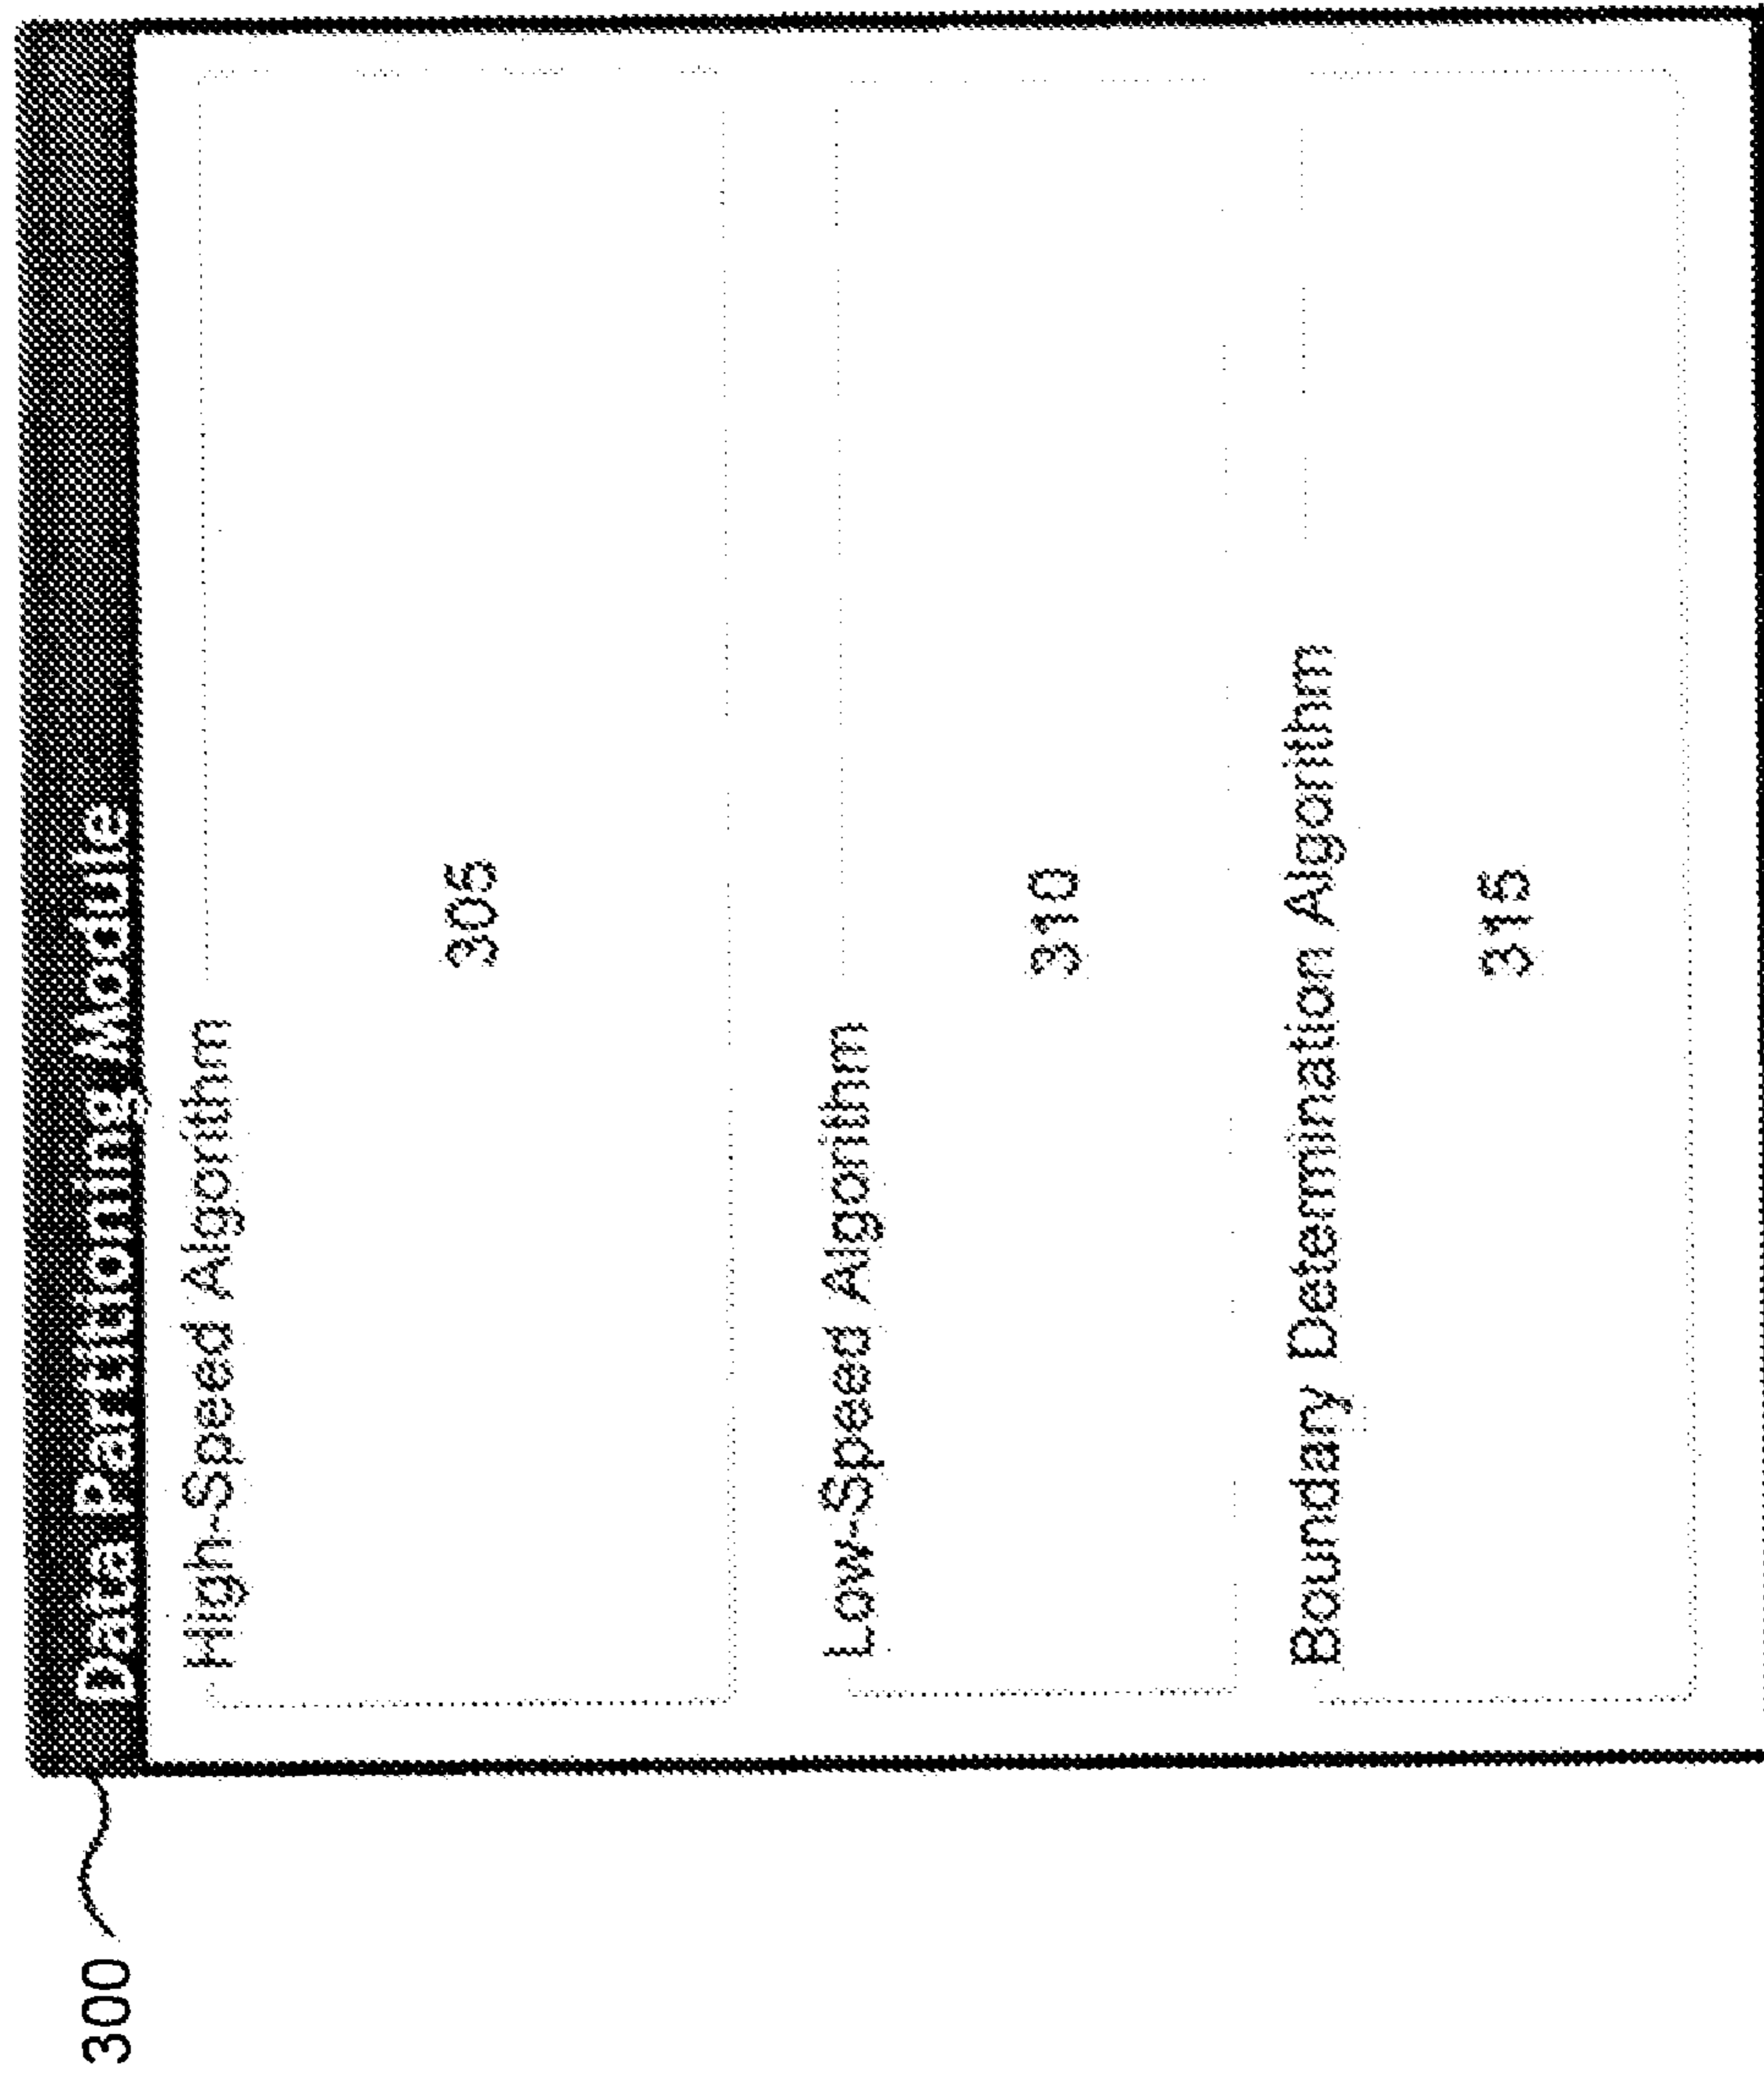 300
Data Partitioning Module
High-Speed Algorithm
305
Low-Speed Algorithm
310
Boundary Determination Algorithm
315